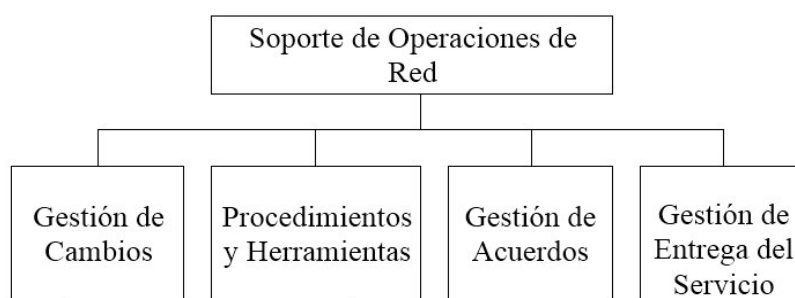 Soporte de Operaciones de
Red
Gestión de
Cambios
Procedimientos
y Herramientas
Gestión de
Acuerdos
Gestión de
Entrega del
Servicio